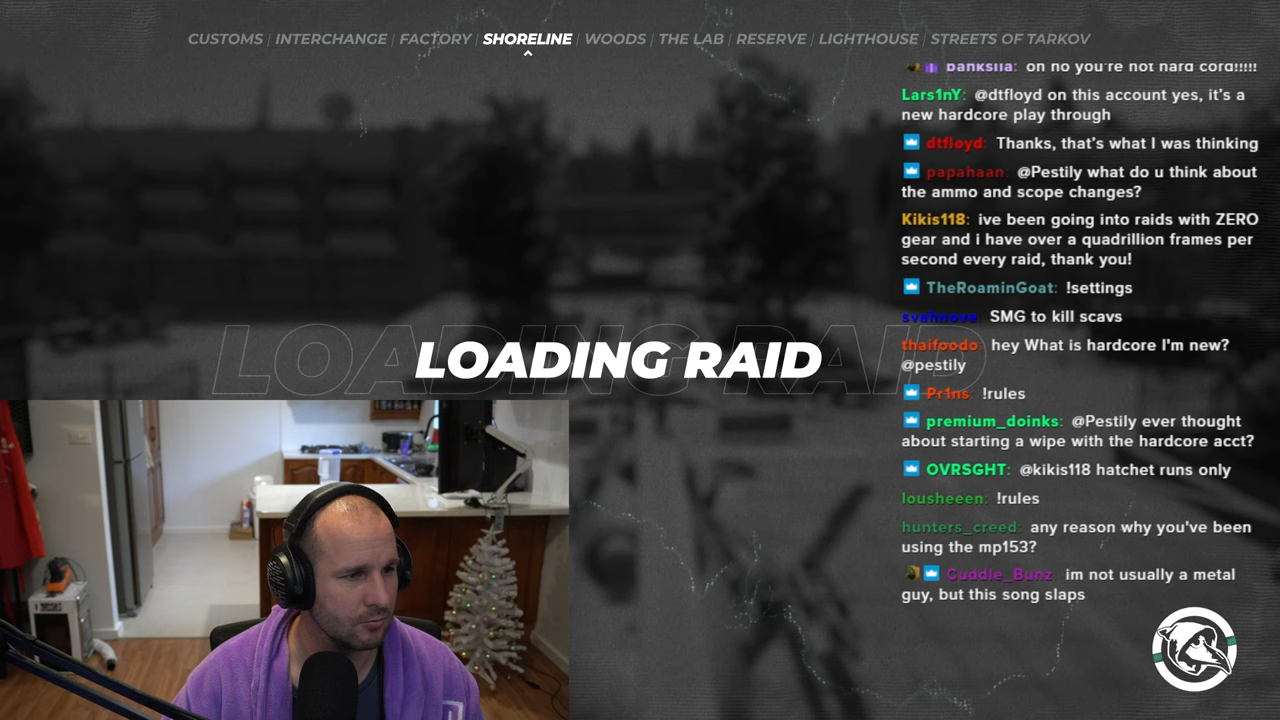 CUSTOMS | INTERCHANGE | FACTORY | SHORELINE | WOODS | THE LAB | RESERVE | LIGHTHOUSE | STREETS OF TARKOV
banksila: oh no you're not hard cord!!!!!
Lars1nY: @dtfloyd on this account yes, it's a
new hardcore play through
dtfloyd: Thanks, that's what I was thinking
papahaan: @Pestily what do u think about
the ammo and scope changes?
Kikis118: ive been going into raids with ZERO
gear and i have over a quadrillion frames per
second every raid, thank you!
TheRoaminGoat: !settings
svahnove: SMG to kill scavs
thaifoodo: hey What is hardcore I'm new?
@pestily
Pr1ns: !rules
premium_doinks: @Pestily ever thought
about starting a wipe with the hardcore acct?
OVRSGHT: @kikis118 hatchet runs only
lousheeen: !rules
hunters_creed: any reason why you've been
using the mp153?
Cuddle_Bunz: im not usually a metal
guy, but this song slaps
LOADING RAID
LOADING RAID